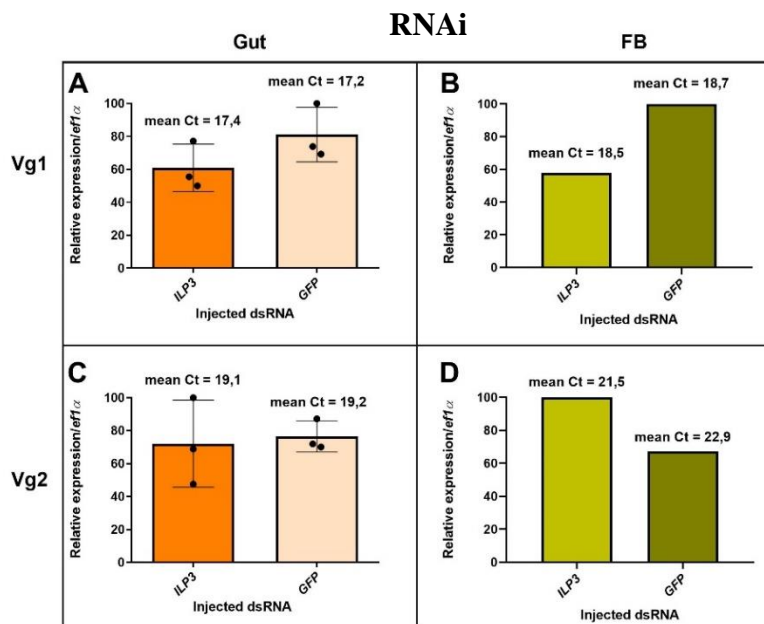 RNAi
Gut
FB
Vg1
A
mean Ct = 17,4
mean Ct = 17,2
Relative expression/ef1α
100
80
60
40
20
0
ILP3
GFP
Injected dsRNA
B
mean Ct = 18,5
mean Ct = 18,7
Relative expression/ef1α
100
80
60
40
20
0
ILP3
GFP
Injected dsRNA
Vg2
C
mean Ct = 19,1
mean Ct = 19,2
Relative expression/ef1α
100
80
60
40
20
0
ILP3
GFP
Injected dsRNA
D
mean Ct = 21,5
mean Ct = 22,9
Relative expression/ef1α
100
80
60
40
20
0
ILP3
GFP
Injected dsRNA